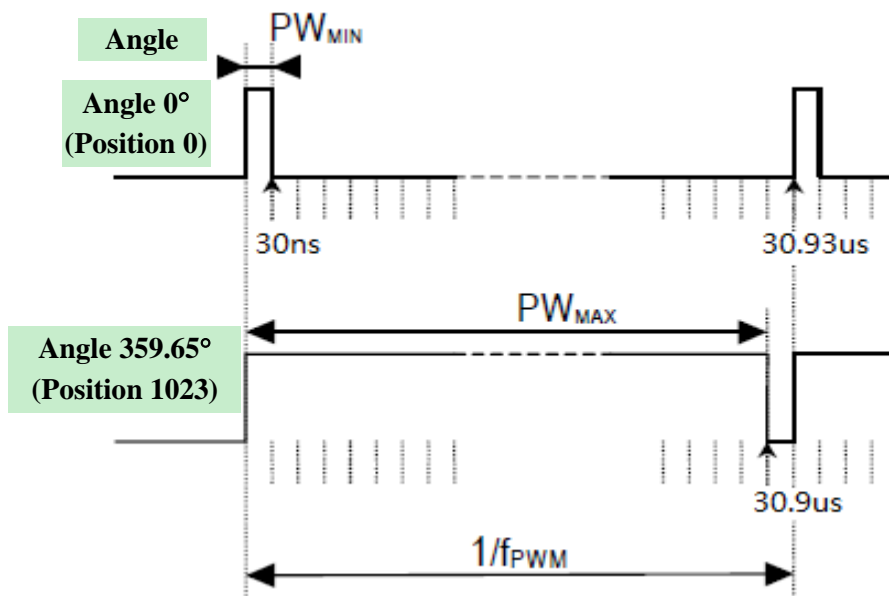 Angle
PWMIN
Angle 0°
(Position 0)
30ns
30.93us
PWMAX
Angle 359.65°
(Position 1023)
30.9us
1/fPWM